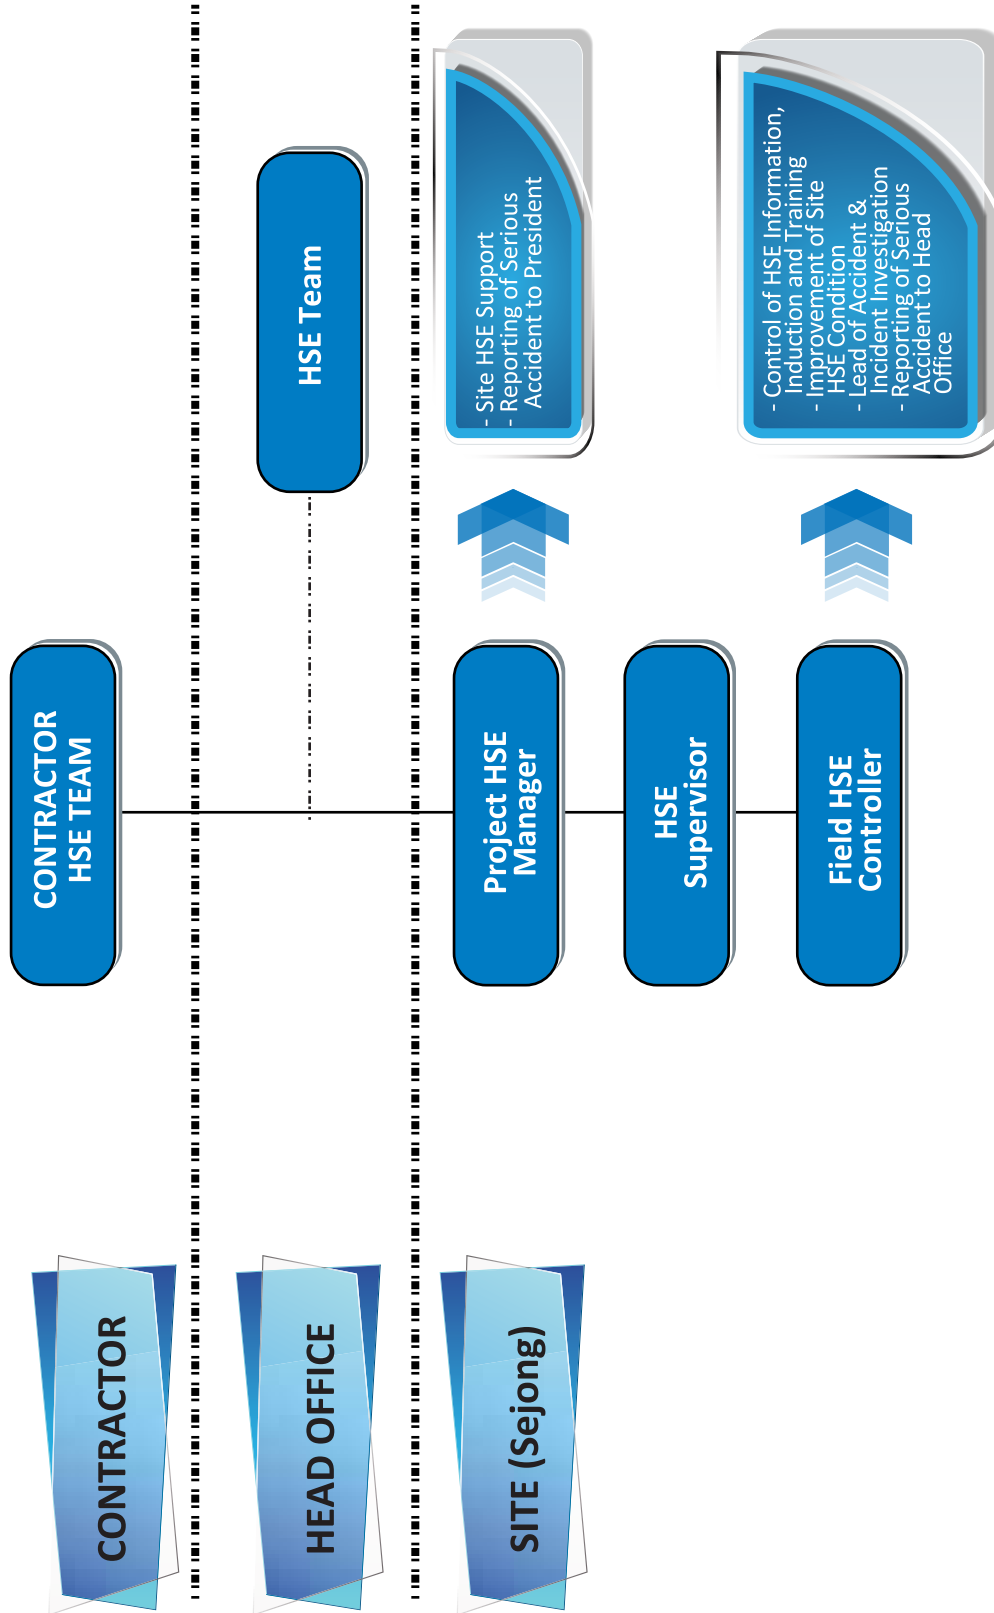 CONTRACTOR
CONTRACTOR
HSE TEAM
HEAD OFFICE
HSE Team
SITE (Sejong)
Project HSE
Manager
- Site HSE Support
- Reporting of Serious
Accident to President
HSE
Supervisor
Field HSE
Controller
- Control of HSE Information,
Induction and Training
- Improvement of Site
HSE Condition
- Lead of Accident &
Incident Investigation
- Reporting of Serious
Accident to Head
Office